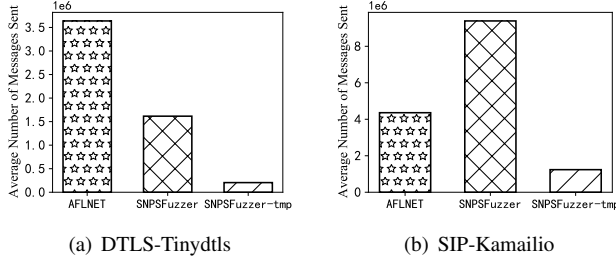 1e6
Average Number of Messages Sent
3.5
3.0
2.5
2.0
1.5
1.0
0.5
0.0
AFLNET SNPSFuzzer SNPSFuzzer-tmp
(a) DTLS-Tinydtls
1e6
Average Number of Messages Sent
8
6
4
2
0
AFLNET SNPSFuzzer SNPSFuzzer-tmp
(b) SIP-Kamailio